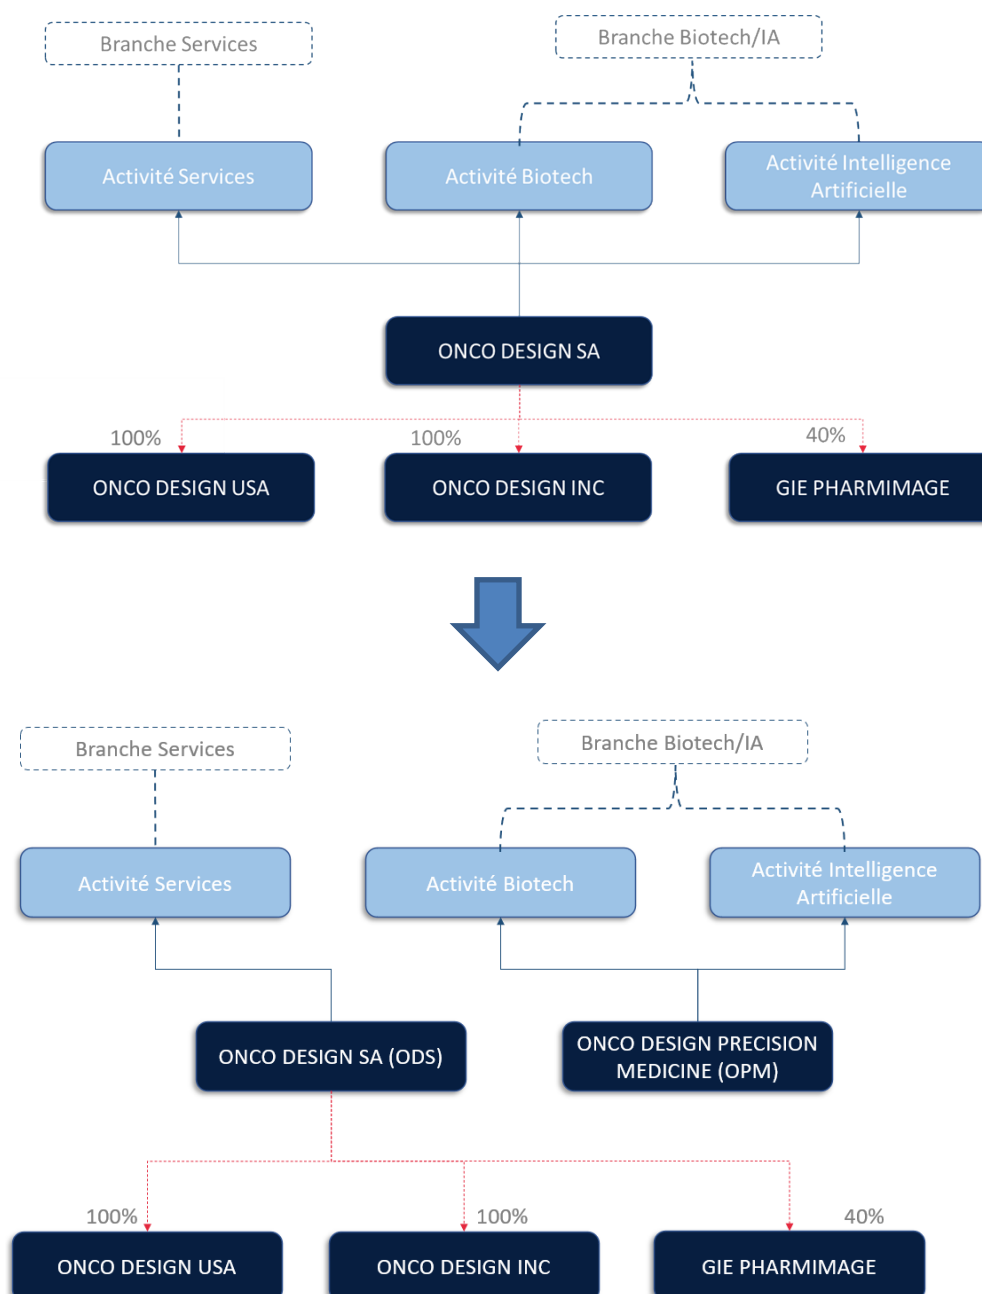 Branche Services
Branche Biotech/IA
Activité Services
Activité Biotech
Activité Intelligence
Artificielle
ONCO DESIGN SA
100%
100%
40%
ONCO DESIGN USA
ONCO DESIGN INC
GIE PHARMIMAGE
Branche Services
Branche Biotech/IA
Activité Services
Activité Biotech
Activité Intelligence
Artificielle
ONCO DESIGN SA (ODS)
ONCO DESIGN PRECISION
MEDICINE (OPM)
100%
100%
40%
ONCO DESIGN USA
ONCO DESIGN INC
GIE PHARMIMAGE